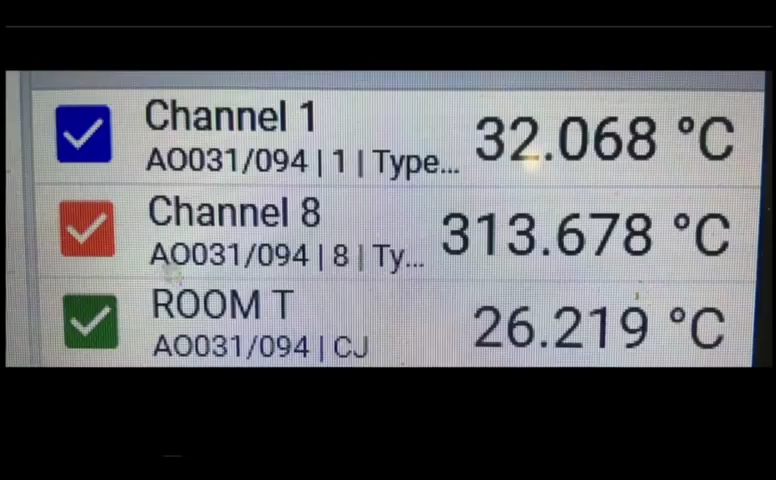 Channel 1
32.068 °C
AO031/094 | 1 | Type...
Channel 8
313.678 °C
AO031/094 | 8 | Ty...
ROOM T
26.219 °C
AO031/094 | CJ